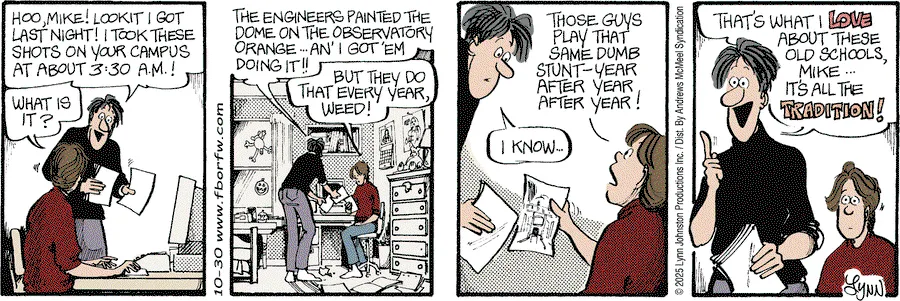 HOO, MIKE! LOOKIT I GOT
LAST NIGHT! I TOOK THESE
SHOTS ON YOUR CAMPUS
AT ABOUT 3:30 A.M.!
WHAT IS
IT?
10-30 www.fborfw.com
THE ENGINEERS PAINTED THE
DOME ON THE OBSERVATORY
ORANGE... AN' I GOT 'EM
DOING IT!!
BUT THEY DO
THAT EVERY YEAR,
WEED!
THOSE GUYS
PLAY THAT
SAME DUMB
STUNT-YEAR
AFTER YEAR
AFTER YEAR!
I KNOW...
© 2025 Lynn Johnston Productions Inc. / Dist. By Andrews McMeel Syndication
THAT'S WHAT I LOVE
ABOUT THESE
OLD SCHOOLS,
MIKE...
IT'S ALL THE
TRADITION!
LYNN